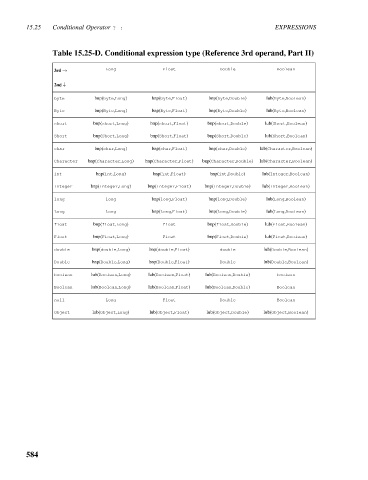 15.25 Conditional Operator ? : EXPRESSIONS
Table 15.25-D. Conditional expression type (Reference 3rd operand, Part II)
3rd → Long Float Double Boolean
2nd ↓
byte bnp(byte,Long) bnp(byte,Float) bnp(byte,Double) lub(Byte,Boolean)
Byte bnp(Byte,Long) bnp(Byte,Float) bnp(Byte,Double) lub(Byte,Boolean)
short bnp(short,Long) bnp(short,Float) bnp(short,Double) lub(Short,Boolean)
Short bnp(Short,Long) bnp(Short,Float) bnp(Short,Double) lub(Short,Boolean)
char bnp(char,Long) bnp(char,Float) bnp(char,Double) lub(Character,Boolean)
Character bnp(Character,Long) bnp(Character,Float) bnp(Character,Double) lub(Character,Boolean)
int bnp(int,Long) bnp(int,Float) bnp(int,Double) lub(Integer,Boolean)
Integer bnp(Integer,Long) bnp(Integer,Float) bnp(Integer,Double) lub(Integer,Boolean)
long long bnp(long,Float) bnp(long,Double) lub(Long,Boolean)
Long Long bnp(Long,Float) bnp(Long,Double) lub(Long,Boolean)
float bnp(float,Long) float bnp(float,Double) lub(Float,Boolean)
Float bnp(Float,Long) Float bnp(Float,Double) lub(Float,Boolean)
double bnp(double,Long) bnp(double,Float) double lub(Double,Boolean)
Double bnp(Double,Long) bnp(Double,Float) Double lub(Double,Boolean)
boolean lub(Boolean,Long) lub(Boolean,Float) lub(Boolean,Double) boolean
Boolean lub(Boolean,Long) lub(Boolean,Float) lub(Boolean,Double) Boolean
null Long Float Double Boolean
Object lub(Object,Long) lub(Object,Float) lub(Object,Double) lub(Object,Boolean)
584